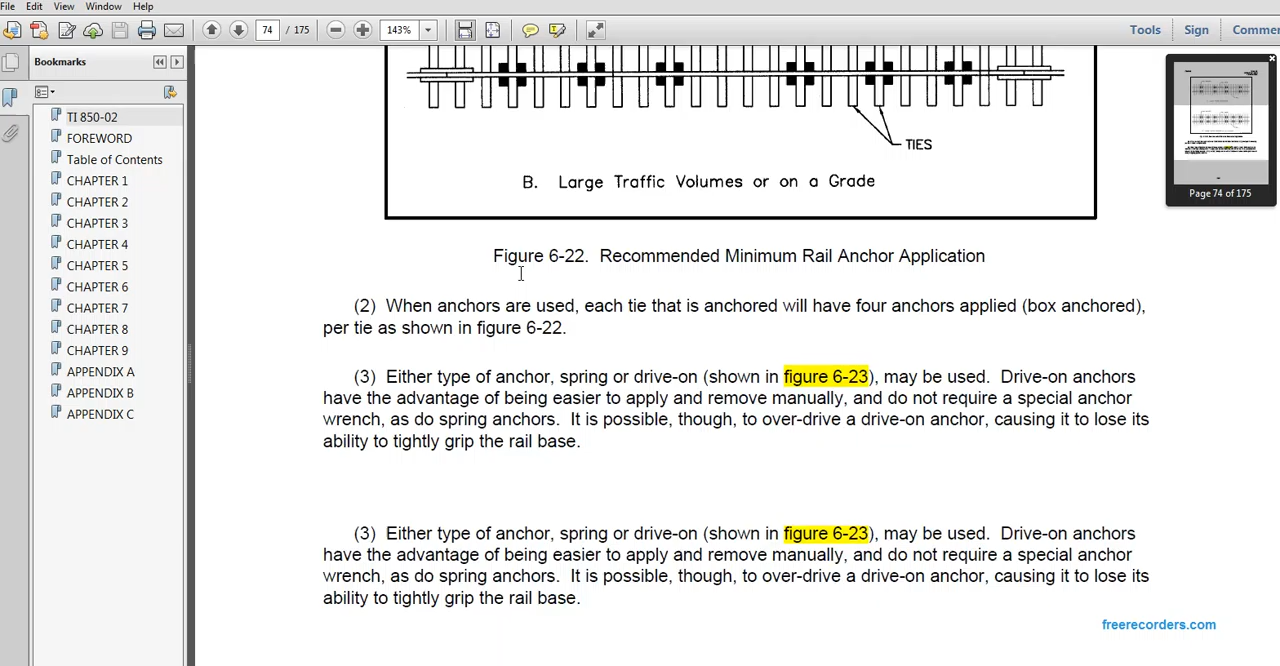 File Edit View Window Help
74 / 175 143% Tools Sign Commer
Bookmarks
TI 850-02
FOREWORD
Table of Contents
CHAPTER 1
CHAPTER 2
CHAPTER 3
CHAPTER 4
CHAPTER 5
CHAPTER 6
CHAPTER 7
CHAPTER 8
CHAPTER 9
APPENDIX A
APPENDIX B
APPENDIX C
TIES
B. Large Traffic Volumes or on a Grade
Figure 6-22. Recommended Minimum Rail Anchor Application
(2) When anchors are used, each tie that is anchored will have four anchors applied (box anchored),
per tie as shown in figure 6-22.
(3) Either type of anchor, spring or drive-on (shown in figure 6-23), may be used. Drive-on anchors
have the advantage of being easier to apply and remove manually, and do not require a special anchor
wrench, as do spring anchors. It is possible, though, to over-drive a drive-on anchor, causing it to lose its
ability to tightly grip the rail base.
(3) Either type of anchor, spring or drive-on (shown in figure 6-23), may be used. Drive-on anchors
have the advantage of being easier to apply and remove manually, and do not require a special anchor
wrench, as do spring anchors. It is possible, though, to over-drive a drive-on anchor, causing it to lose its
ability to tightly grip the rail base.
Page 74 of 175
freerecorders.com